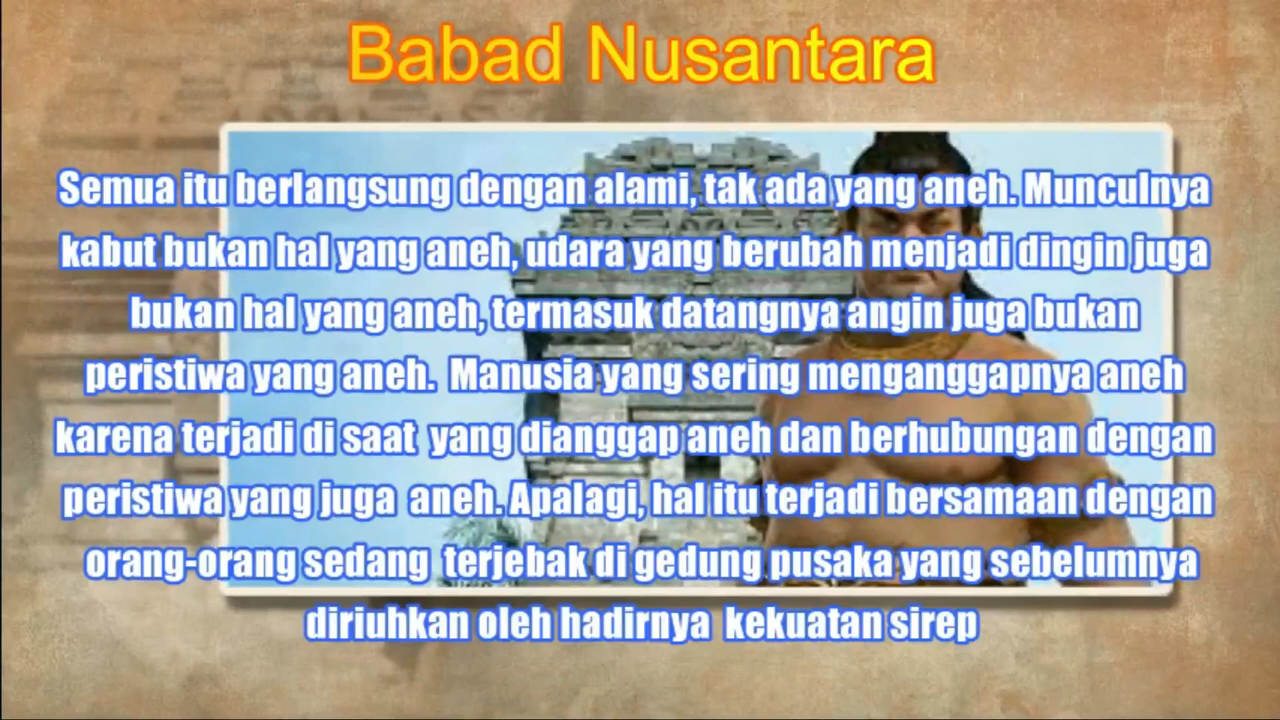 Babad Nusantara
Semua itu berlangsung dengan alami, tak ada yang aneh. Munculnya
kabut bukan hal yang aneh, udara yang berubah menjadi dingin juga
bukan hal yang aneh, termasuk datangnya angin juga bukan
peristiwa yang aneh. Manusia yang sering menganggapnya aneh
karena terjadi di saat yang dianggap aneh dan berhubungan dengan
peristiwa yang juga aneh. Apalagi, hal itu terjadi bersamaan dengan
orang-orang sedang terjebak di gedung pusaka yang sebelumnya
diriuhkan oleh hadirnya kekuatan sirep